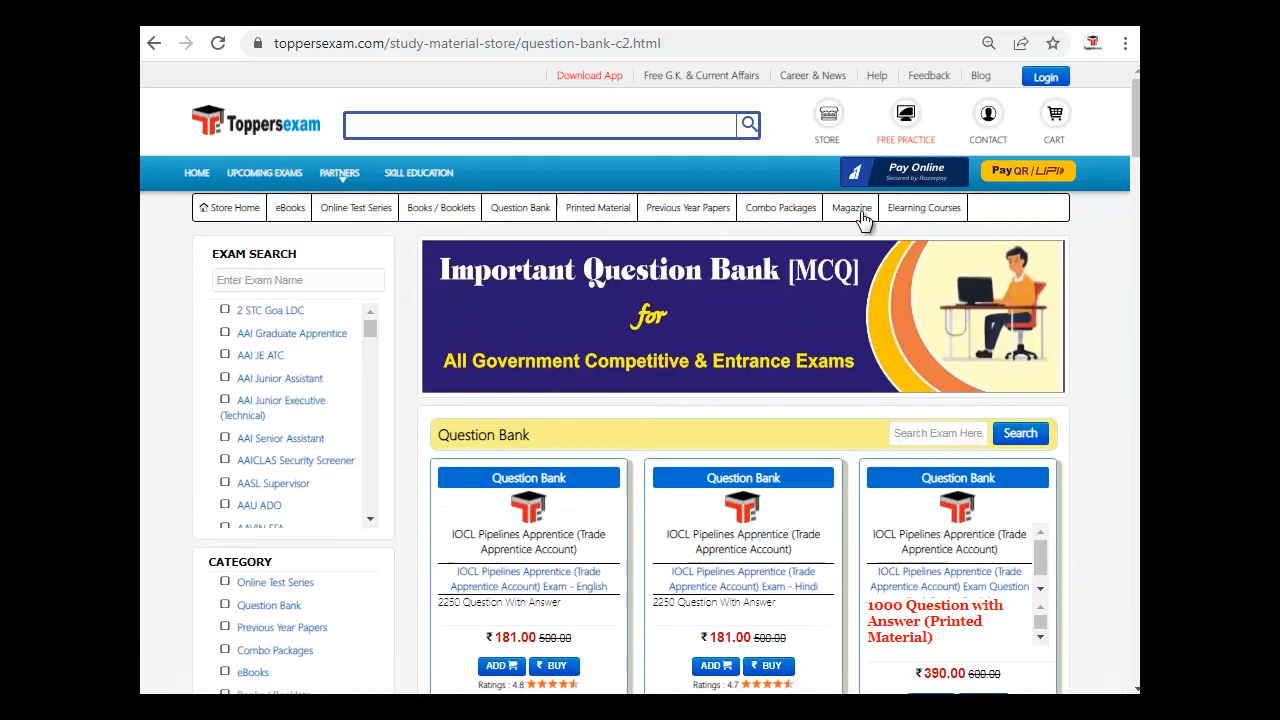 toppersexam.com/study-material-store/question-bank-c2.html
Download App
Free G.K. & Current Affairs
Career & News
Help
Feedback
Blog
Login
Toppersexam
STORE
FREE PRACTICE
CONTACT
CART
HOME
UPCOMING EXAMS
PARTNERS
SKILL EDUCATION
Pay Online
Secured by Razorpay
Pay QR / UPI
Store Home
eBooks
Online Test Series
Books / Booklets
Question Bank
Printed Material
Previous Year Papers
Combo Packages
Magazine
Elearning Courses
EXAM SEARCH
Enter Exam Name
2 STC Goa LDC
AAI Graduate Apprentice
AAI JE ATC
AAI Junior Assistant
AAI Junior Executive
(Technical)
AAI Senior Assistant
AAICLAS Security Screener
AASL Supervisor
AAU ADO
CATEGORY
Online Test Series
Question Bank
Previous Year Papers
Combo Packages
eBooks
Important Question Bank [MCQ]
for
All Government Competitive & Entrance Exams
Question Bank
Search Exam Here.
Search
Question Bank
IOCL Pipelines Apprentice (Trade
Apprentice Account)
IOCL Pipelines Apprentice (Trade
Apprentice Account) Exam - English
2250 Question With Answer
₹ 181.00 500.00
ADD
₹ BUY
Ratings : 4.8
Question Bank
IOCL Pipelines Apprentice (Trade
Apprentice Account)
IOCL Pipelines Apprentice (Trade
Apprentice Account) Exam - Hindi
2250 Question With Answer
₹ 181.00 500.00
ADD
₹ BUY
Ratings : 4.7
Question Bank
IOCL Pipelines Apprentice (Trade
Apprentice Account)
IOCL Pipelines Apprentice (Trade
Apprentice Account) Exam Question
1000 Question with
Answer (Printed
Material)
₹ 390.00 600.00